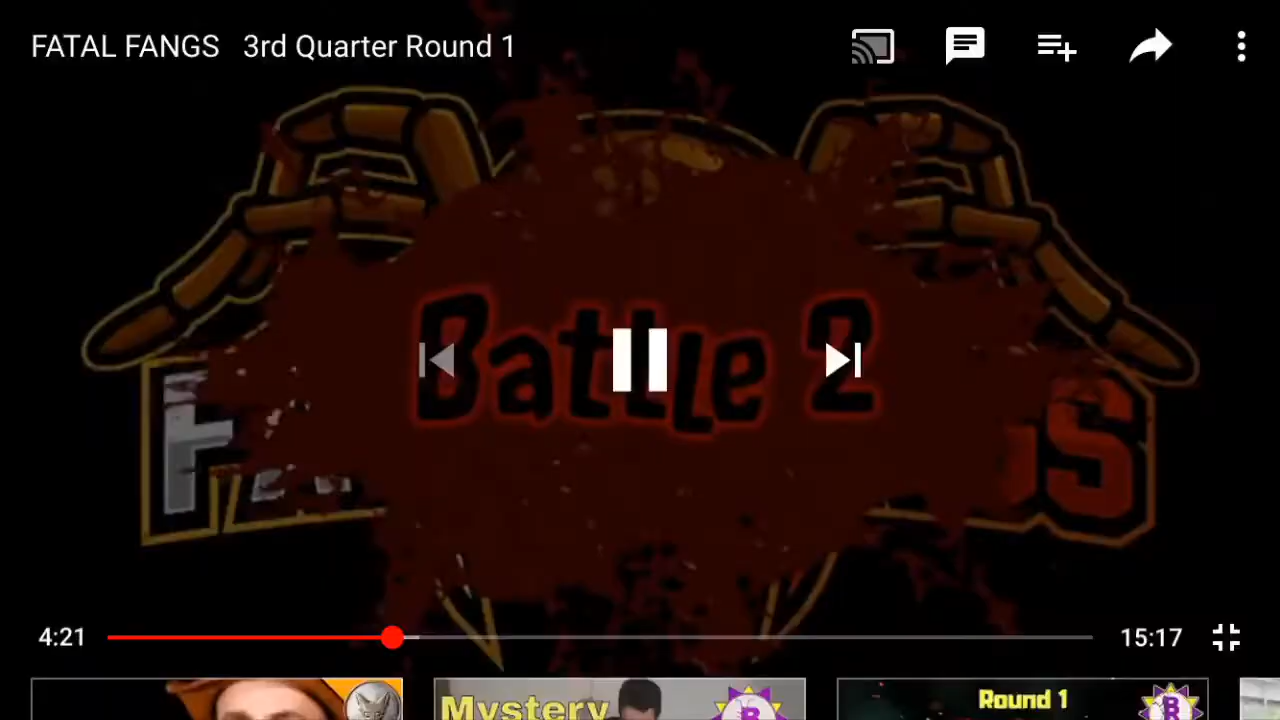 FATAL FANGS 3rd Quarter Round 1
Battle 2
4:21
15:17
Mystery
Round 1
B
B